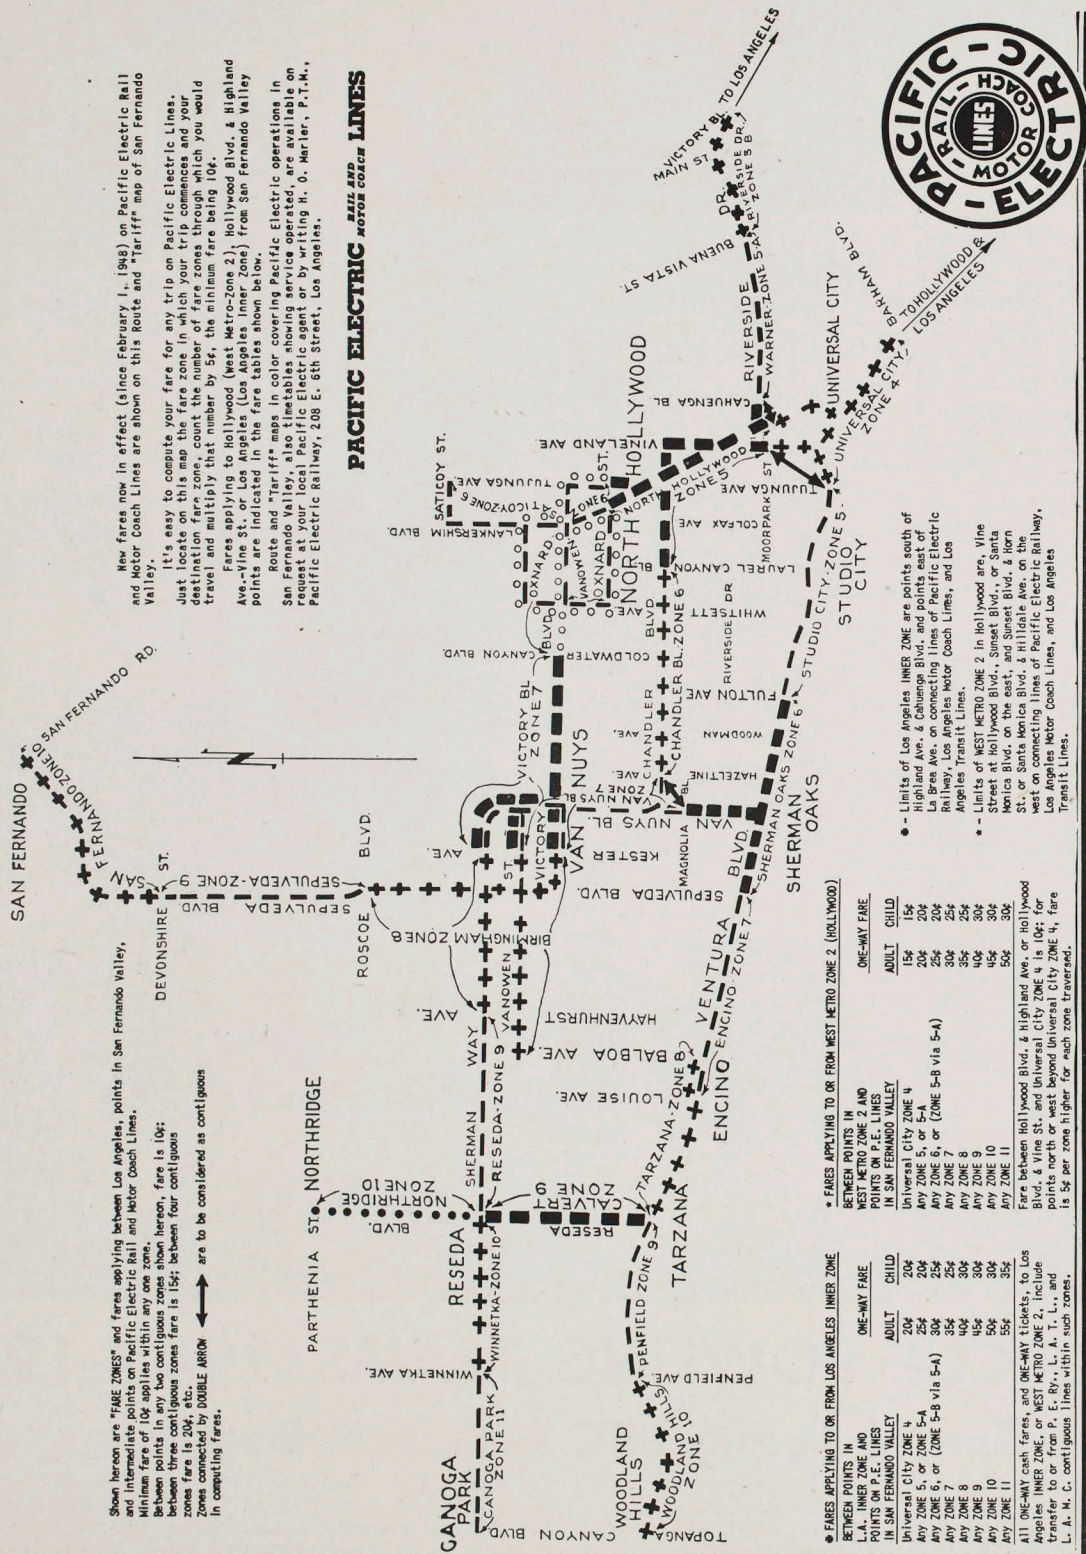 Shown hereon are "FARE ZONES" and fares applying between Los Angeles, points in San Fernando Valley,
and intermediate points on Pacific Electric Rail and Motor Coach Lines.
Minimum fare of 10¢ applies within any one zone.
Between points in any two contiguous zones shown hereon, fare is 10¢;
between three contiguous zones fare is 15¢; between four contiguous
zones fare is 20¢, etc.
Zones connected by DOUBLE ARROW are to be considered as contiguous
in computing fares.
New fares now in effect (since February 1, 1948) on Pacific Electric Rail
and Motor Coach Lines are shown on this Route and "Tariff" map of San Fernando
Valley.
It's easy to compute your fare for any trip on Pacific Electric Lines.
Just locate on this map the fare zone in which your trip commences and your
destination fare zone, count the number of fare zones through which you would
travel and multiply that number by 5¢, the minimum fare being 10¢.
Fares applying to Hollywood (West Metro-Zone 2), Hollywood Blvd. & Highland
Ave.-Vine St. or Los Angeles (Los Angeles Inner Zone) from San Fernando Valley
points are indicated in the fare tables shown below.
Route and "Tariff" maps in color covering Pacific Electric operations in
San Fernando Valley, also timetables showing service operated, are available on
request at your local Pacific Electric agent or by writing H. O. Marler, P.T.M.,
Pacific Electric Railway, 208 E. 6th Street, Los Angeles.
PACIFIC ELECTRIC RAIL AND MOTOR COACH LINES
SAN FERNANDO
SAN FERNANDO RD.
SAN FERNANDO-ZONE 10
DEVONSHIRE ST.
SEPULVEDA BLVD
SEPULVEDA-ZONE 9
ROSCOE BLVD.
PARTHENIA ST.
NORTHRIDGE
NORTHRIDGE ZONE 10
BLVD.
RESEDA
SHERMAN WAY
RESEDA-ZONE 9
AVE.
BIRMINGHAM ZONE 8
AVE.
VANOWEN ST.
VICTORY
VICTORY BL
ZONE 7
BLVD.
VAN NUYS
VAN NUYS BL
ZONE 7
KESTER
CANYON BLVD.
COLDWATER
OXNARD
VANOWEN
OXNARD ST.
ZONE 6
SATICOY-ZONE 6
SATICOY ST.
LANKERSHIM BLVD.
TUJUNGA AVE.
WHITSETT AVE.
NORTH HOLLYWOOD
NORTH HOLLYWOOD
ZONE 5
VINELAND AVE.
CAHUENGA BL.
CANOGA PARK
CANOGA PARK
ZONE 11
WINNETKA AVE.
WINNETKA-ZONE 10
CALVERT
ZONE 9
RESEDA
HAYVENHURST
BALBOA AVE.
LOUISE AVE.
SEPULVEDA BLVD.
MAGNOLIA BL.
VAN NUYS BL.
CHANDLER BLVD
CHANDLER BL. ZONE 6
HAZELTINE AVE.
WOODMAN AVE.
FULTON AVE
RIVERSIDE DR
LAUREL CANYON BL
COLFAX AVE
MOORPARK ST
TUJUNGA AVE
RIVERSIDE DR.
WARNER-ZONE 5A
RIVERSIDE DR.
ZONE 5B
BUENA VISTA ST.
MAIN ST.
VICTORY BL
TO LOS ANGELES
WOODLAND HILLS
TOPANGA CANYON BLVD.
WOODLAND HILLS
ZONE 10
PENFIELD AVE.
PENFIELD ZONE 9
TARZANA
TARZANA-ZONE 8
ENCINO
VENTURA BLVD.
ENCINO-ZONE 7
SHERMAN OAKS
SHERMAN OAKS ZONE 6
STUDIO CITY
STUDIO CITY-ZONE 5
UNIVERSAL CITY
UNIVERSAL CITY
ZONE 4
BARHAM BLVD.
TO HOLLYWOOD &
LOS ANGELES
● FARES APPLYING TO OR FROM LOS ANGELES INNER ZONE
BETWEEN POINTS IN
L.A. INNER ZONE AND
POINTS ON P.E. LINES
IN SAN FERNANDO VALLEY
ONE-WAY FARE
ADULT CHILD
Universal City ZONE 4 20¢ 20¢
Any ZONE 5, or ZONE 5-A 25¢ 20¢
Any ZONE 6, or (ZONE 5-B via 5-A) 30¢ 25¢
Any ZONE 7 35¢ 25¢
Any ZONE 8 40¢ 30¢
Any ZONE 9 45¢ 30¢
Any ZONE 10 50¢ 30¢
Any ZONE 11 55¢ 35¢
All ONE-WAY cash fares, and ONE-WAY tickets, to Los
Angeles INNER ZONE, or WEST METRO ZONE 2, include
transfer to or from P. E. Ry., L. A. T. L., and
L. A. M. C. contiguous lines within such zones.
* FARES APPLYING TO OR FROM WEST METRO ZONE 2 (HOLLYWOOD)
BETWEEN POINTS IN
WEST METRO ZONE 2 AND
POINTS ON P.E. LINES
IN SAN FERNANDO VALLEY
ONE-WAY FARE
ADULT CHILD
Universal City ZONE 4 15¢ 15¢
Any ZONE 5, or 5-A 20¢ 20¢
Any ZONE 6, or (ZONE 5-B via 5-A) 25¢ 20¢
Any ZONE 7 30¢ 25¢
Any ZONE 8 35¢ 25¢
Any ZONE 9 40¢ 30¢
Any ZONE 10 45¢ 30¢
Any ZONE 11 50¢ 30¢
Fare between Hollywood Blvd. & Highland Ave. or Hollywood
Blvd. & Vine St. and Universal City ZONE 4 is 10¢; for
points north or west beyond Universal City ZONE 4, fare
is 5¢ per zone higher for each zone traversed.
● - Limits of Los Angeles INNER ZONE are points south of
Highland Ave. & Cahuenga Blvd. and points east of
La Brea Ave. on connecting lines of Pacific Electric
Railway, Los Angeles Motor Coach Lines, and Los
Angeles Transit Lines.
* - Limits of WEST METRO ZONE 2 in Hollywood are, Vine
Street at Hollywood Blvd., Sunset Blvd., or Santa
Monica Blvd. on the east, and Sunset Blvd. & Horn
St. or Santa Monica Blvd. & Hilldale Ave. on the
west on connecting lines of Pacific Electric Railway,
Los Angeles Motor Coach Lines, and Los Angeles
Transit Lines.
PACIFIC - ELECTRIC -
RAIL - MOTOR COACH -
LINES